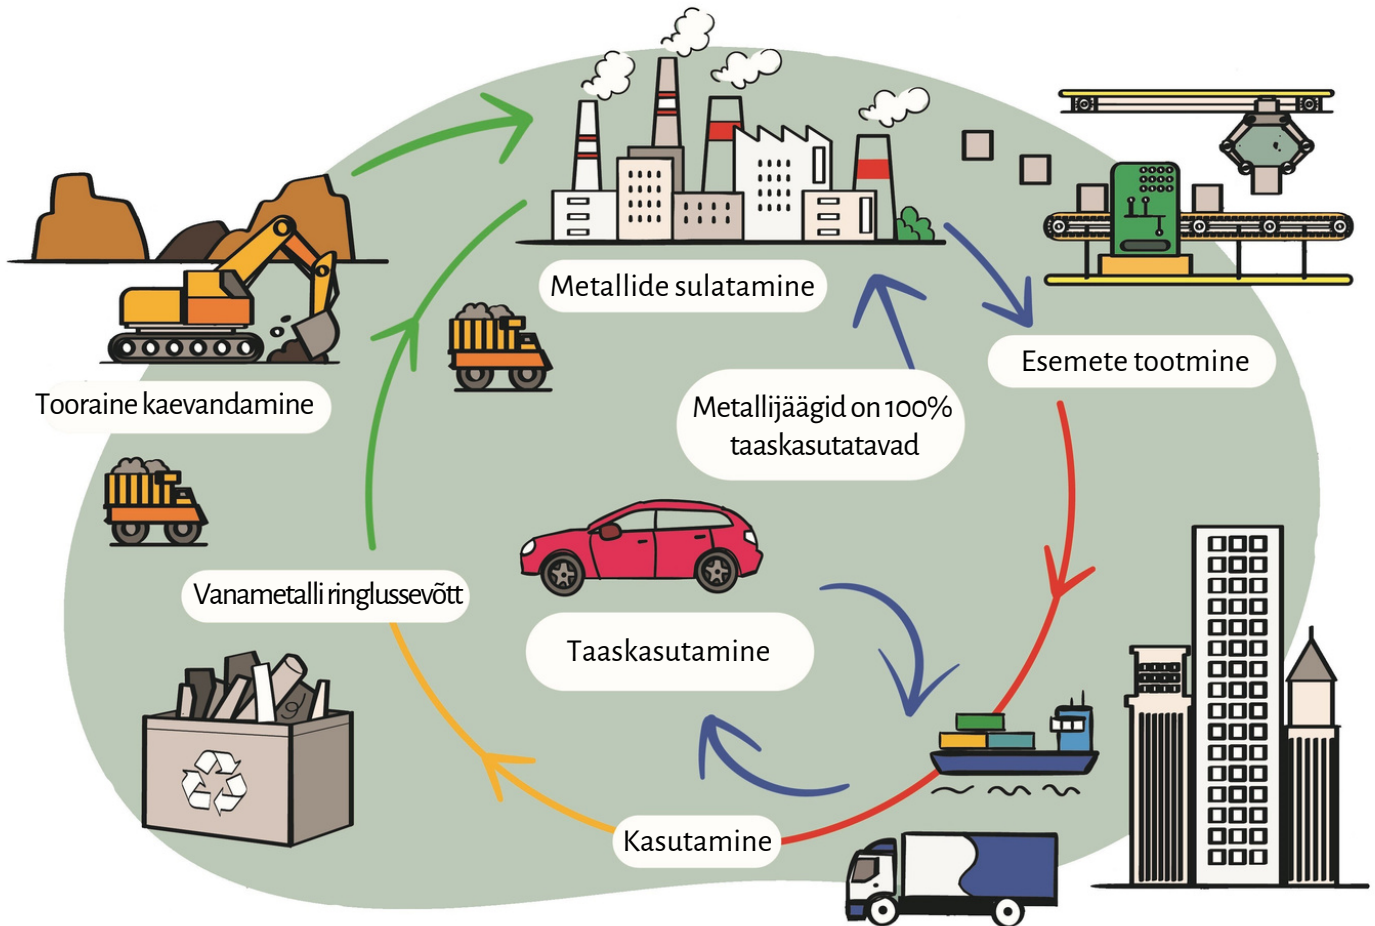 Metallide sulatamine
Esemete tootmine
Tooraine kaevandamine
Metallijäägid on 100%
taaskasutatavad
Vanametalli ringlussevõtt
Taaskasutamine
Kasutamine